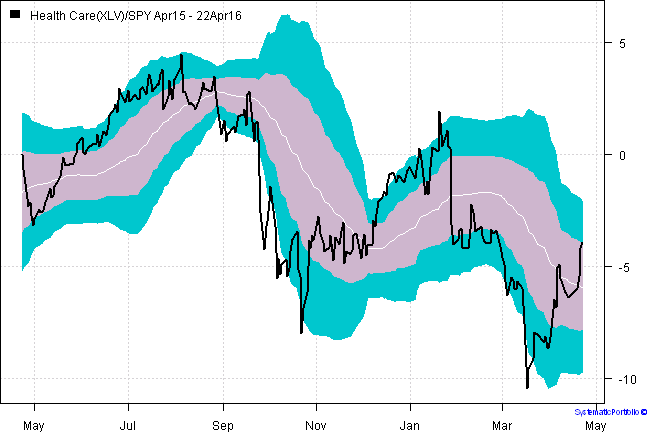 Health Care(XLV)/SPY Apr15 - 22Apr16
5
0
-5
-10
SystematicPortfolio ©
May Jul Sep Nov Jan Mar May